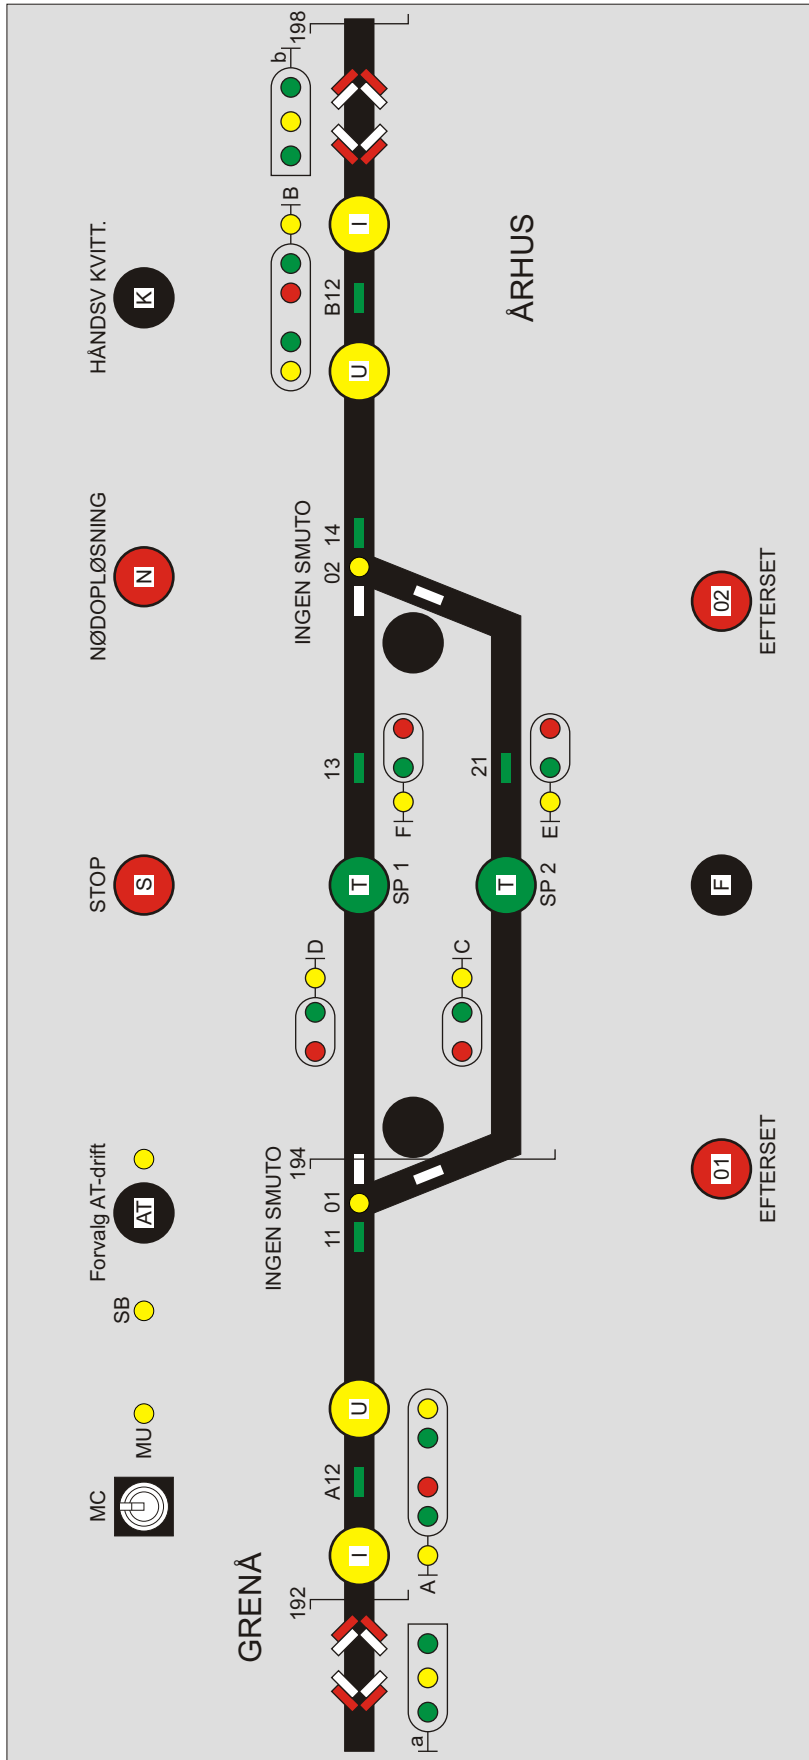 MC
MU
SB
Forvalg AT-drift
AT
STOP
S
NØDOPLØSNING
N
HÅNDSV KVITT.
K
GRENÅ
192
INGEN SMUTO
194
INGEN SMUTO
198
b
B
D
I
A12
U
11
01
T
13
02
14
U
B12
I
a
A
SP 1
F
C
ÅRHUS
T
21
SP 2
E
01
EFTERSET
F
02
EFTERSET